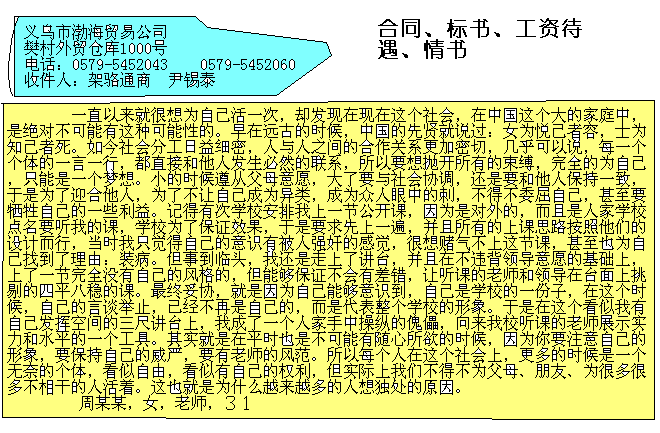 义乌市渤海贸易公司
樊村外贸仓库1000号
电话：0579-5452043　　0579-5452060
收件人：架骆通商　尹锡泰
合同、标书、工资待
遇、情书
一直以来就很想为自己活一次，却发现在现在这个社会，在中国这个大的家庭中，
是绝对不可能有这种可能性的。早在远古的时候，中国的先贤就说过：女为悦己者容，士为
知己者死。如今社会分工日益细密，人与人之间的合作关系更加密切，几乎可以说，每一个
个体的一言一行，都直接和他人发生必然的联系，所以要想抛开所有的束缚，完全的为自己
，只能是一个梦想。小的时候遵从父母意愿，大了要与社会协调，还是要和他人保持一致，
于是为了迎合他人，为了不让自己成为异类，成为众人眼中的刺，不得不委屈自己，甚至要
牺牲自己的一些利益。记得有次学校安排我上一节公开课，因为是对外的，而且是人家学校
点名要听我的课，学校为了保证效果，于是要求先上一遍，并且所有的上课思路按照他们的
设计而行，当时我只觉得自己的意识有被人强奸的感觉，很想赌气不上这节课，甚至也为自
己找到了理由：装病。但事到临头，我还是走上了讲台，并且在不违背领导意愿的基础上，
上了一节完全没有自己的风格的，但能够保证不会有差错，让听课的老师和领导在台面上挑
剔的四平八稳的课。最终妥协，就是因为自己能够意识到，自己是学校的一份子，在这个时
候，自己的言谈举止，已经不再是自己的，而是代表整个学校的形象。于是在这个看似我有
自己发挥空间的三尺讲台上，我成了一个人家手中操纵的傀儡，向来我校听课的老师展示实
力和水平的一个工具。其实就是在平时也是不可能有随心所欲的时候，因为你要注意自己的
形象，要保持自己的威严，要有老师的风范。所以每个人在这个社会上，更多的时候是一个
无奈的个体，看似自由，看似有自己的权利，但实际上我们不得不为父母、朋友、为很多很
多不相干的人活着。这也就是为什么越来越多的人想独处的原因。
周某某，女，老师，３１